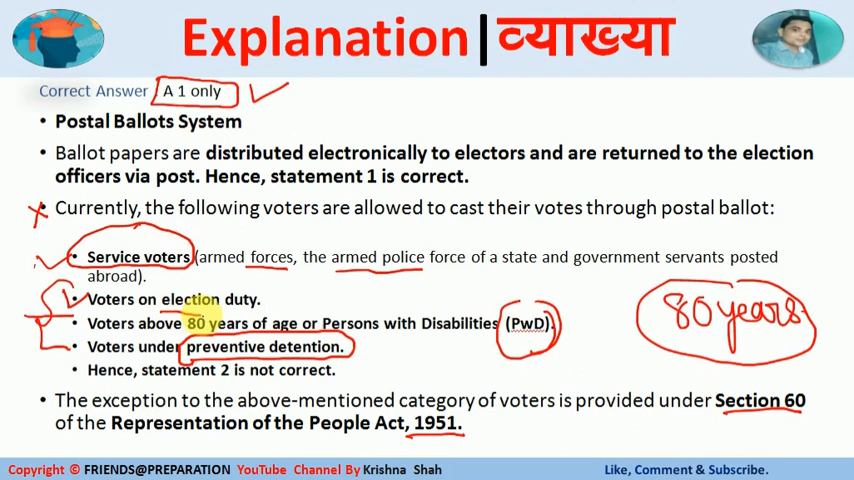 Explanation|व्याख्या
Correct Answer A 1 only
• Postal Ballots System
• Ballot papers are distributed electronically to electors and are returned to the election
officers via post. Hence, statement 1 is correct.
• Currently, the following voters are allowed to cast their votes through postal ballot:
• Service voters (armed forces, the armed police force of a state and government servants posted
abroad).
• Voters on election duty.
80 years
• Voters above 80 years of age or Persons with Disabilities (PwD).
• Voters under preventive detention.
• Hence, statement 2 is not correct.
• The exception to the above-mentioned category of voters is provided under Section 60
of the Representation of the People Act, 1951.
Copyright © FRIENDS@PREPARATION YouTube Channel By Krishna Shah Like, Comment & Subscribe.